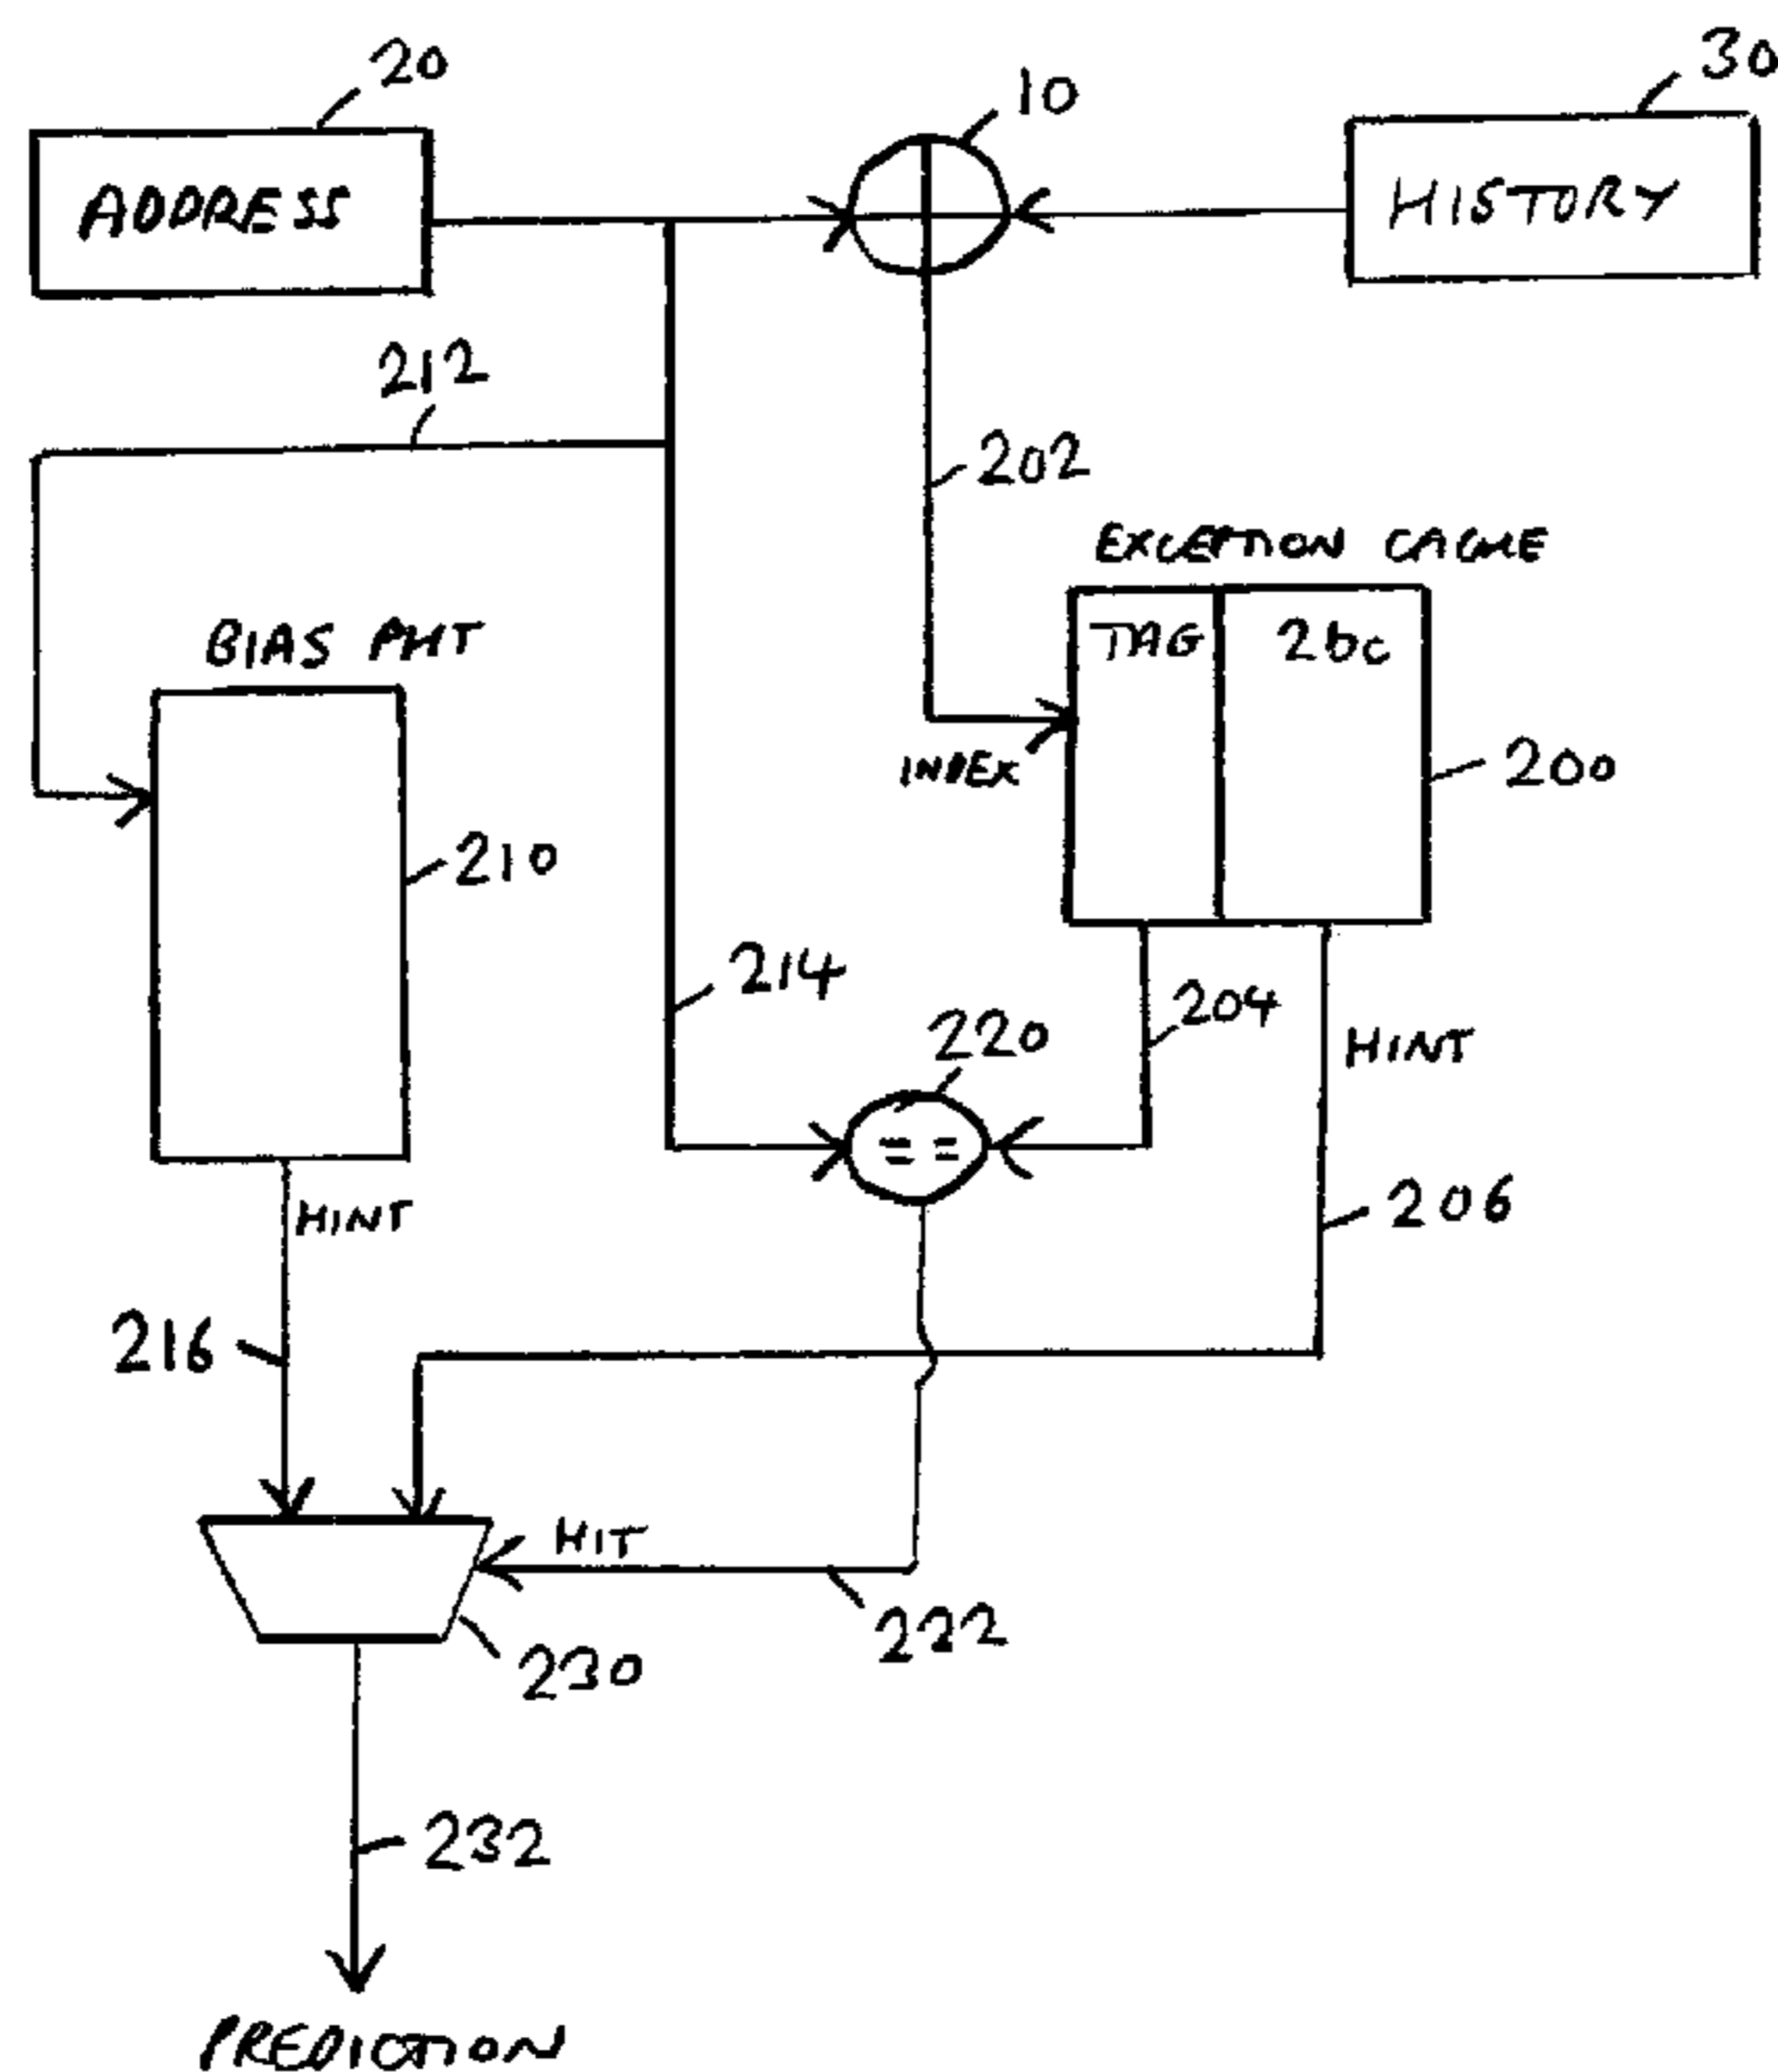 20
10
30
ADDRESS
HISTORY
212
202
EXCEPTION CACHE
BIAS PHT
TAG
2bc
INDEX
200
210
214
204
220
HINT
==
206
HINT
216
HIT
222
230
232
PREDICTION